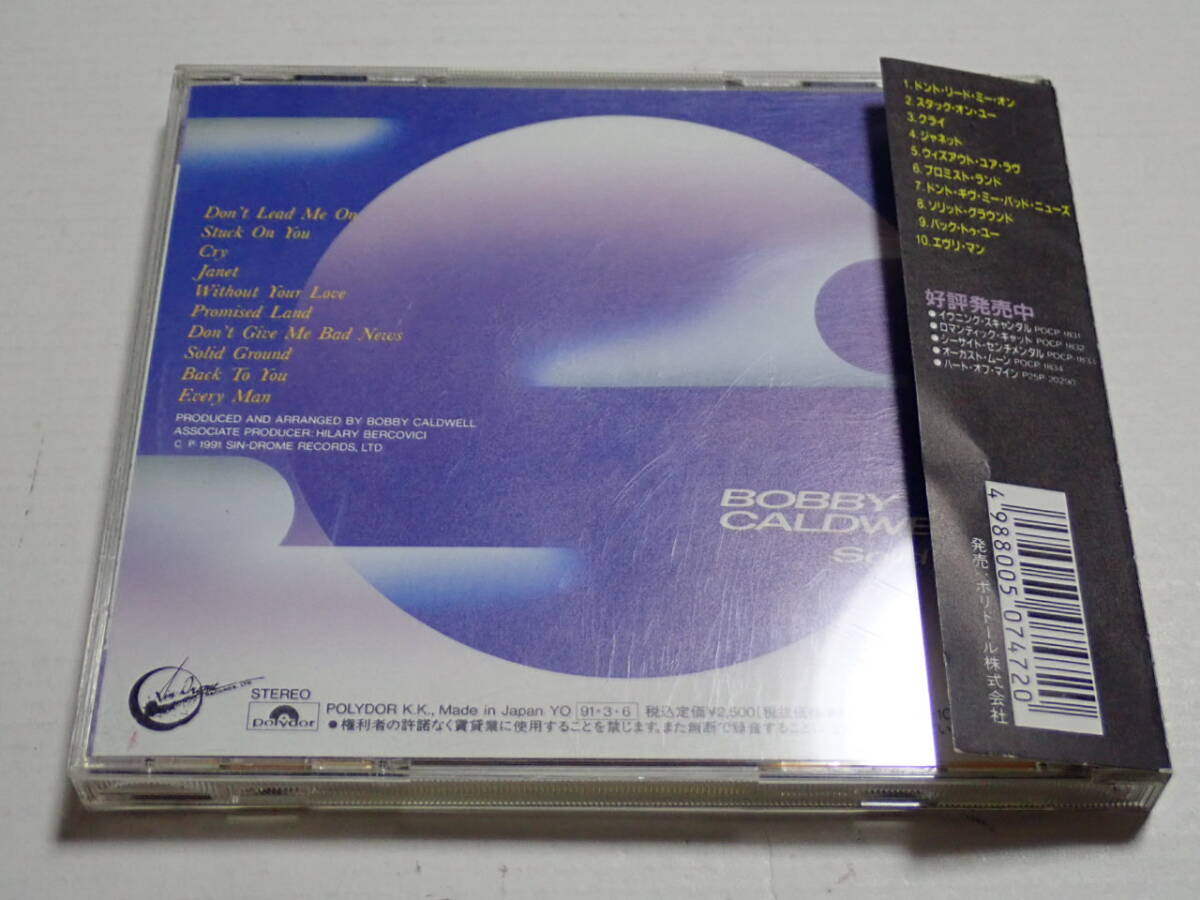 Don't Lead Me On
Stuck On You
Cry
Janet
Without Your Love
Promised Land
Don't Give Me Bad News
Solid Ground
Back To You
Every Man
PRODUCED AND ARRANGED BY BOBBY CALDWELL
ASSOCIATE PRODUCER: HILARY BERCOVICI
C P 1991 SIN-DROME RECORDS, LTD
BOBBY
CALDWE
Sin-Drome
STEREO
polydor
POLYDOR K.K., Made in Japan YO 91・3・6 税込定価¥2,500(税抜価格
●権利者の許諾なく賃貸業に使用することを禁じます。また無断で録音すること
1.ドント・リード・ミー・オン
2.スタック・オン・ユー
3.クライ
4.ジャネット
5.ウィズアウト・ユア・ラヴ
6.プロミスト・ランド
7.ドント・ギヴ・ミー・バッド・ニューズ
8.ソリッド・グラウンド
9.バック・トゥ・ユー
10.エヴリ・マン
好評発売中
●イヴニング・スキャンダル POCP 1831
●ロマンティック・キャット POCP 1832
●シーサイド・センチメンタル POCP 1833
●オーガスト・ムーン POCP 1834
●ハート・オブ・マイン P25P 20290
4988005074720
発売:ポリドール株式会社